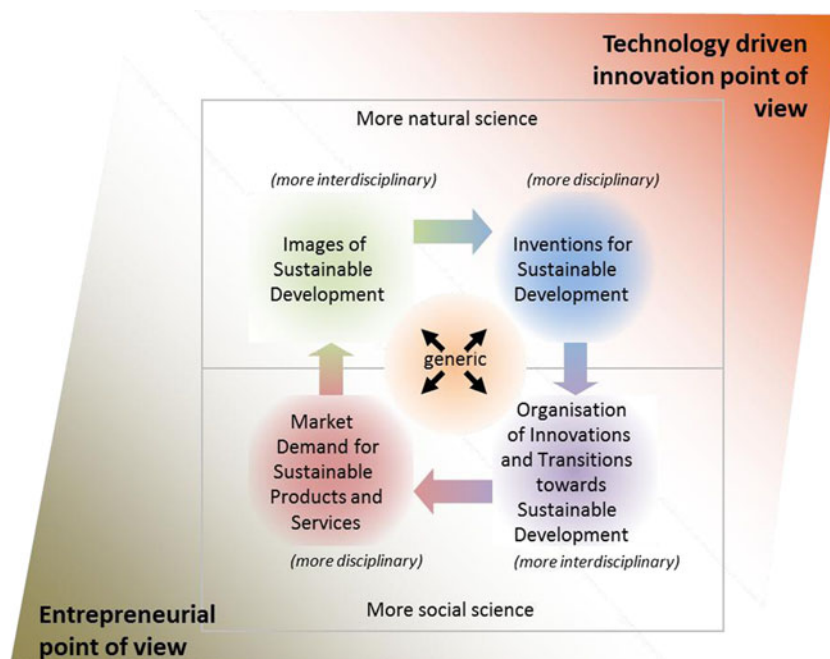 Technology driven
innovation point of
view
More natural science
(more interdisciplinary)
(more disciplinary)
Images of
Sustainable
Development
Inventions for
Sustainable
Development
generic
Market
Demand for
Sustainable
Products and
Services
Organisation
of Innovations
and Transitions
towards
Sustainable
Development
(more disciplinary)
(more interdisciplinary)
More social science
Entrepreneurial
point of view